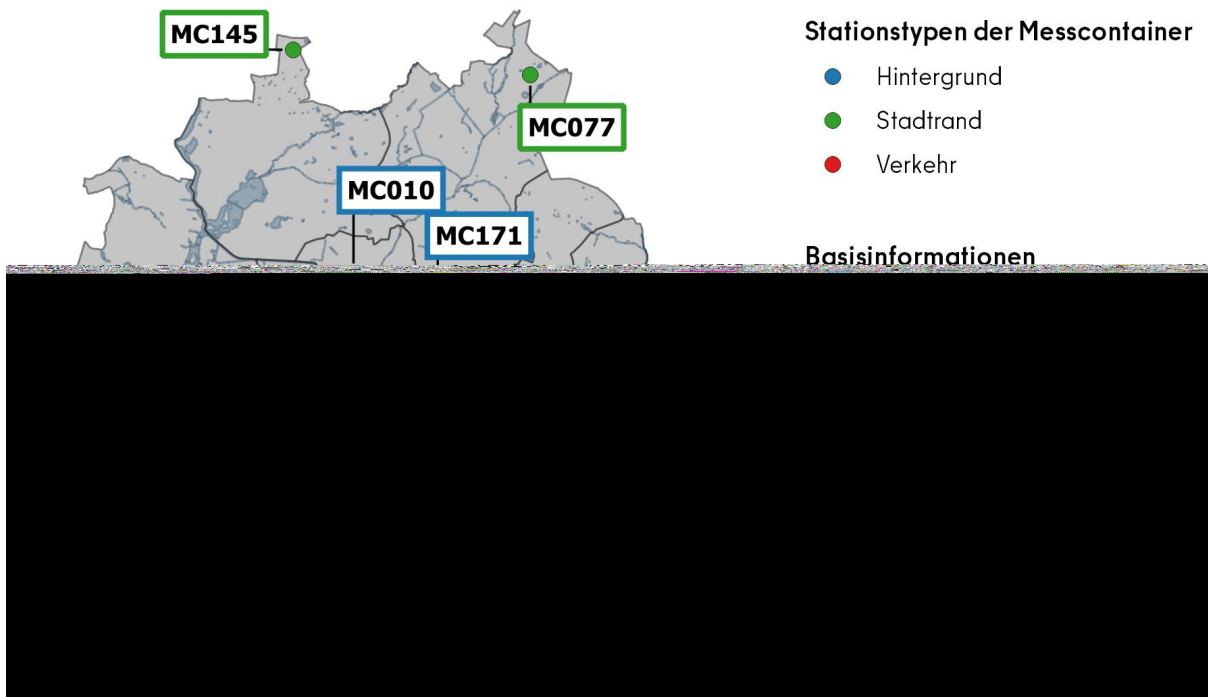 MC145
MC077
MC010
MC171
Stationstypen der Messcontainer
Hintergrund
Stadtrand
Verkehr
Basisinformationen